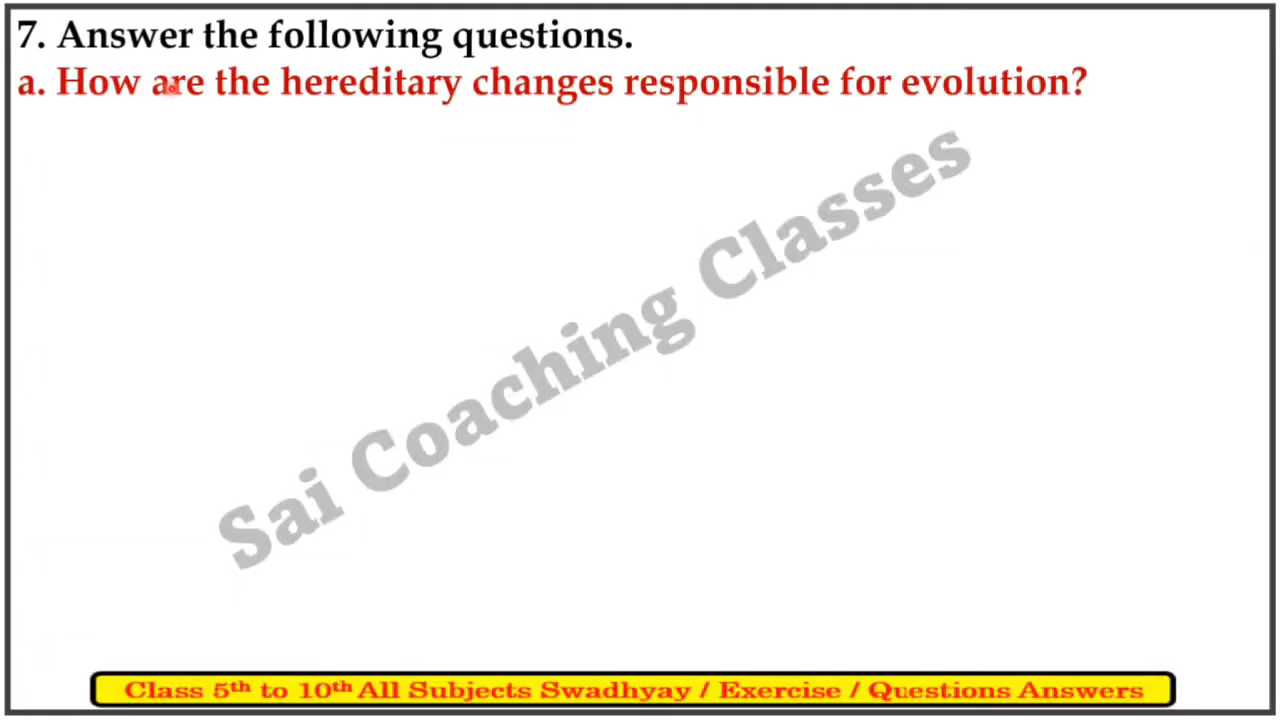 7. Answer the following questions.
a. How are the hereditary changes responsible for evolution?
Sai Coaching Classes
Class 5th to 10th All Subjects Swadhyay / Exercise / Questions Answers